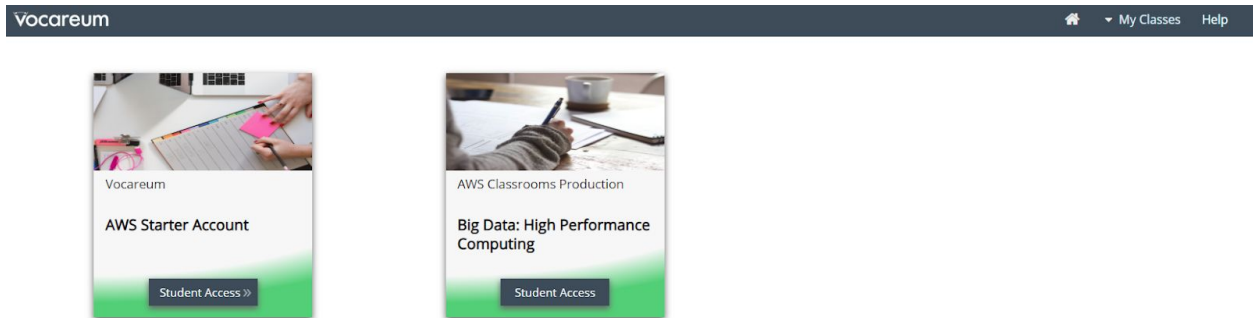 Vocareum
My Classes
Help
Vocareum
AWS Starter Account
Student Access »
AWS Classrooms Production
Big Data: High Performance
Computing
Student Access